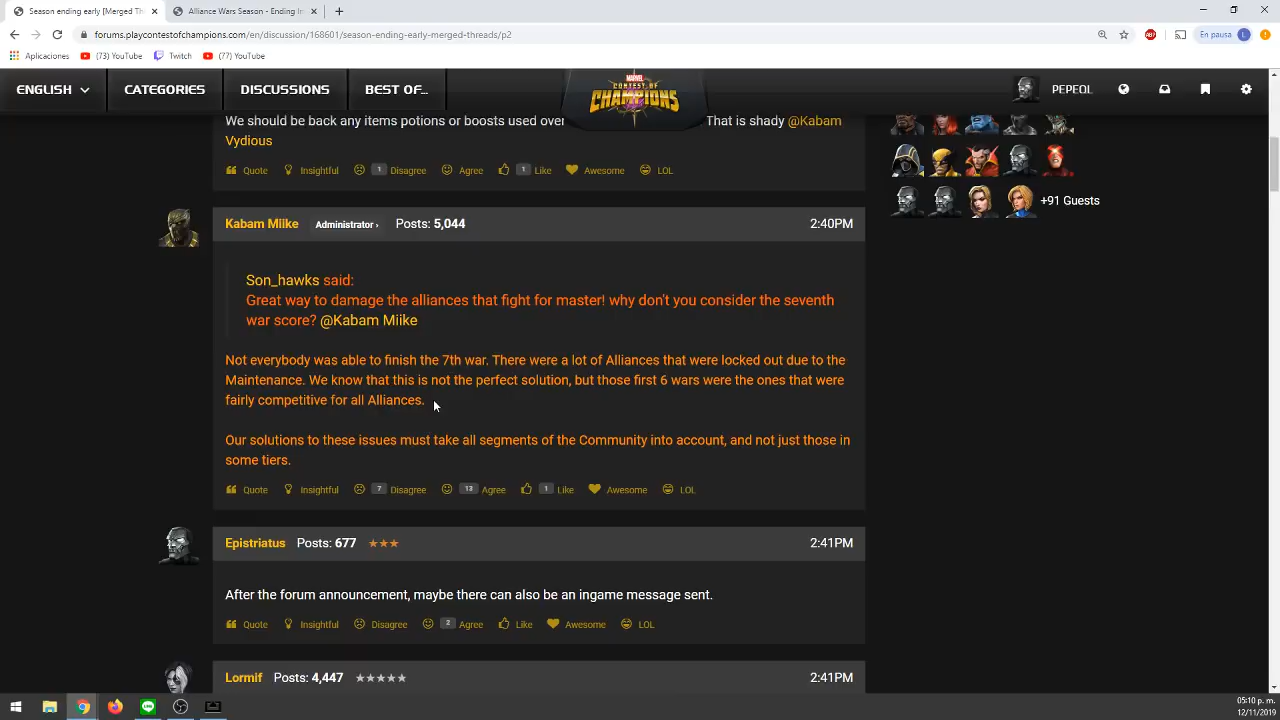 Season ending early [Merged Th
Alliance Wars Season - Ending In
forums.playcontestofchampions.com/en/discussion/168601/season-ending-early-merged-threads/p2
ABP
En pausa
L
Aplicaciones
(73) YouTube
Twitch
(77) YouTube
ENGLISH
CATEGORIES
DISCUSSIONS
BEST OF...
MARVEL
CONTEST OF
CHAMPIONS
PEPEOL
We should be back any items potions or boosts used over
That is shady @Kabam
Vydious
Quote Insightful 1 Disagree Agree 1 Like Awesome LOL
+91 Guests
Kabam Miike Administrator › Posts: 5,044 2:40PM
Son_hawks said:
Great way to damage the alliances that fight for master! why don't you consider the seventh
war score? @Kabam Miike
Not everybody was able to finish the 7th war. There were a lot of Alliances that were locked out due to the
Maintenance. We know that this is not the perfect solution, but those first 6 wars were the ones that were
fairly competitive for all Alliances.
Our solutions to these issues must take all segments of the Community into account, and not just those in
some tiers.
Quote Insightful 7 Disagree 13 Agree 1 Like Awesome LOL
Epistriatus Posts: 677 ★★★ 2:41PM
After the forum announcement, maybe there can also be an ingame message sent.
Quote Insightful Disagree 2 Agree Like Awesome LOL
Lormif Posts: 4,447 ★★★★★ 2:41PM
05:10 p. m.
12/11/2019